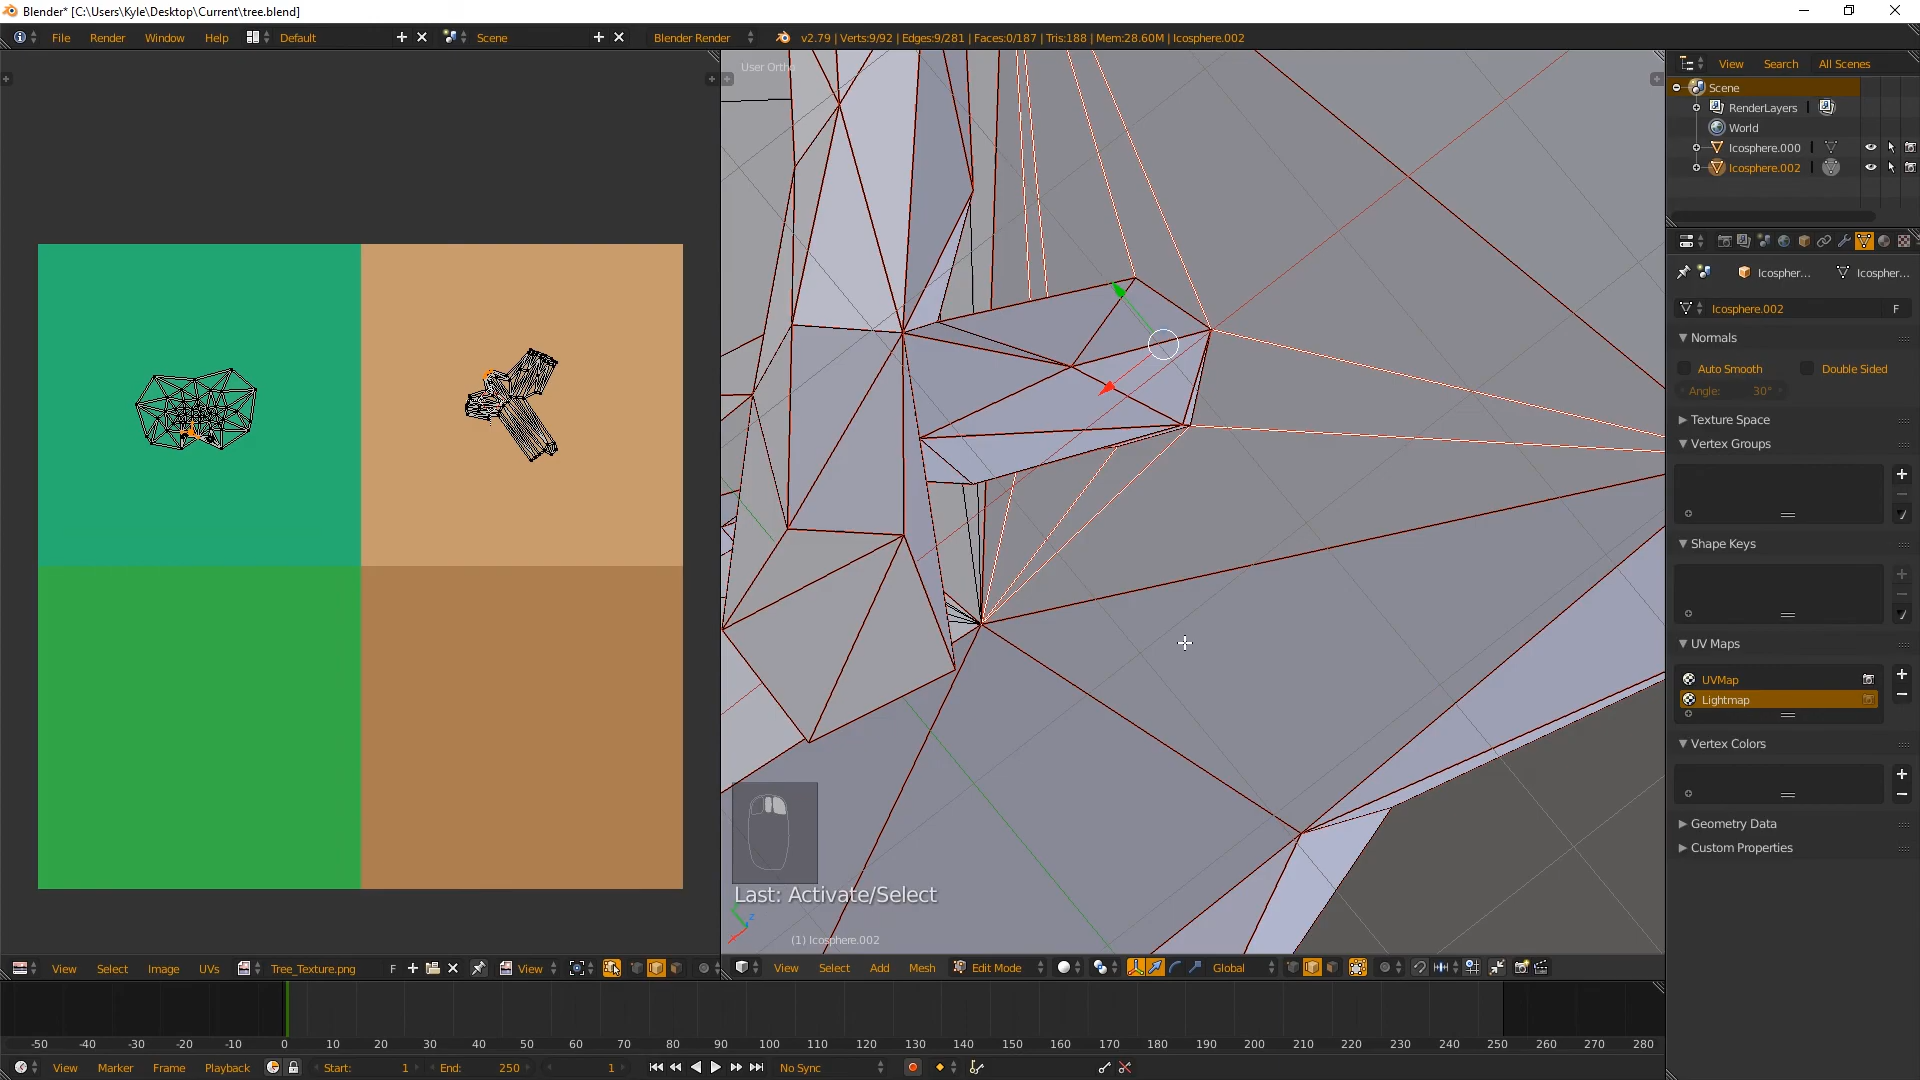 Blender* [C:\Users\Kyle\Desktop\Current\tree.blend]
File Render Window Help Default Scene Blender Render v2.79 | Verts:9/92 | Edges:9/281 | Faces:0/187 | Tris:188 | Mem:28.60M | Icosphere.002
User Ortho
View Search All Scenes
Scene
RenderLayers
World
Icosphere.000
Icosphere.002
Icospher... Icospher...
Icosphere.002 F
Normals
Auto Smooth Double Sided
Angle: 30°
Texture Space
Vertex Groups
Shape Keys
UV Maps
UVMap
Lightmap
Vertex Colors
Geometry Data
Custom Properties
Last: Activate/Select
(1) Icosphere.002
View Select Image UVs Tree_Texture.png F View
View Select Add Mesh Edit Mode Global
-50 -40 -30 -20 -10 0 10 20 30 40 50 60 70 80 90 100 110 120 130 140 150 160 170 180 190 200 210 220 230 240 250 260 270 280
View Marker Frame Playback Start: 1 End: 250 1 No Sync